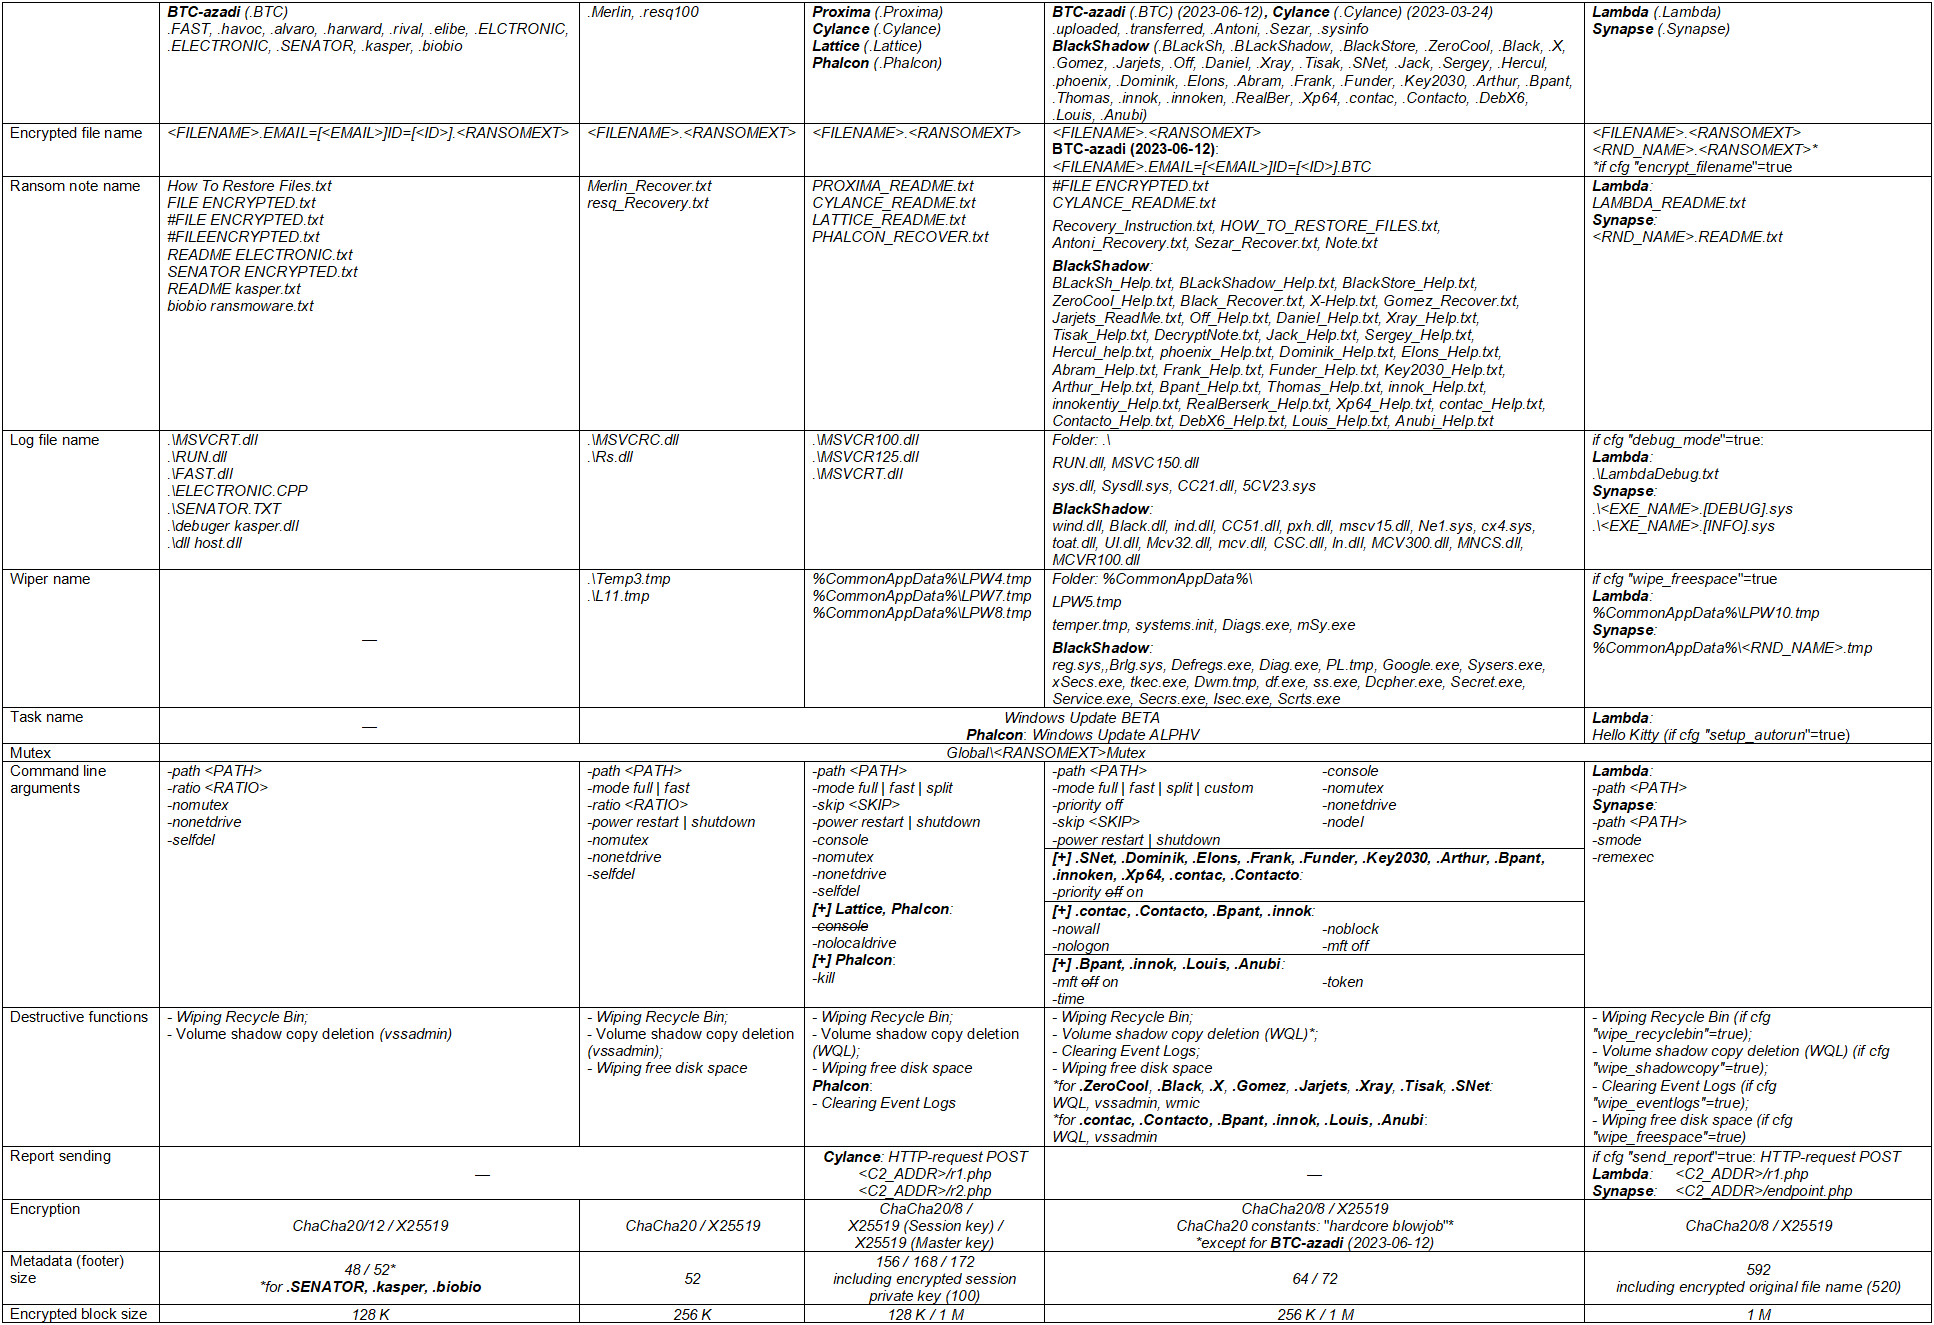 BTC-azadi (.BTC)
.FAST, .havoc, .alvaro, .harward, .rival, .elibe, .ELCTRONIC,
.ELECTRONIC, .SENATOR, .kasper, .biobio
.Merlin, .resq100
Proxima (.Proxima)
Cylance (.Cylance)
Lattice (.Lattice)
Phalcon (.Phalcon)
BTC-azadi (.BTC) (2023-06-12), Cylance (.Cylance) (2023-03-24)
.uploaded, .transferred, .Antoni, .Sezar, .sysinfo
BlackShadow (.BLackSh, .BLackShadow, .BlackStore, .ZeroCool, .Black, .X,
.Gomez, .Jarjets, .Off, .Daniel, .Xray, .Tisak, .SNet, .Jack, .Sergey, .Hercul,
.phoenix, .Dominik, .Elons, .Abram, .Frank, .Funder, .Key2030, .Arthur, .Bpant,
.Thomas, .innok, .innoken, .RealBer, .Xp64, .contac, .Contacto, .DebX6,
.Louis, .Anubi)
Lambda (.Lambda)
Synapse (.Synapse)
Encrypted file name
<FILENAME>.EMAIL=[<EMAIL>]ID=[<ID>].<RANSOMEXT>
<FILENAME>.<RANSOMEXT>
<FILENAME>.<RANSOMEXT>
<FILENAME>.<RANSOMEXT>
BTC-azadi (2023-06-12):
<FILENAME>.EMAIL=[<EMAIL>]ID=[<ID>].BTC
<FILENAME>.<RANSOMEXT>
<RND_NAME>.<RANSOMEXT>*
*if cfg "encrypt_filename"=true
Ransom note name
How To Restore Files.txt
FILE ENCRYPTED.txt
#FILE ENCRYPTED.txt
#FILEENCRYPTED.txt
README ELECTRONIC.txt
SENATOR ENCRYPTED.txt
README kasper.txt
biobio ransmoware.txt
Merlin_Recover.txt
resq_Recovery.txt
PROXIMA_README.txt
CYLANCE_README.txt
LATTICE_README.txt
PHALCON_RECOVER.txt
#FILE ENCRYPTED.txt
CYLANCE_README.txt
Recovery_Instruction.txt, HOW_TO_RESTORE_FILES.txt,
Antoni_Recovery.txt, Sezar_Recover.txt, Note.txt
BlackShadow:
BLackSh_Help.txt, BLackShadow_Help.txt, BlackStore_Help.txt,
ZeroCool_Help.txt, Black_Recover.txt, X-Help.txt, Gomez_Recover.txt,
Jarjets_ReadMe.txt, Off_Help.txt, Daniel_Help.txt, Xray_Help.txt,
Tisak_Help.txt, DecryptNote.txt, Jack_Help.txt, Sergey_Help.txt,
Hercul_help.txt, phoenix_Help.txt, Dominik_Help.txt, Elons_Help.txt,
Abram_Help.txt, Frank_Help.txt, Funder_Help.txt, Key2030_Help.txt,
Arthur_Help.txt, Bpant_Help.txt, Thomas_Help.txt, innok_Help.txt,
innokentiy_Help.txt, RealBerserk_Help.txt, Xp64_Help.txt, contac_Help.txt,
Contacto_Help.txt, DebX6_Help.txt, Louis_Help.txt, Anubi_Help.txt
Lambda:
LAMBDA_README.txt
Synapse:
<RND_NAME>.README.txt
Log file name
.\MSVCRT.dll
.\RUN.dll
.\FAST.dll
.\ELECTRONIC.CPP
.\SENATOR.TXT
.\debuger kasper.dll
.\dll host.dll
.\MSVCRC.dll
.\Rs.dll
.\MSVCR100.dll
.\MSVCR125.dll
.\MSVCRT.dll
Folder: .\
RUN.dll, MSVC150.dll
sys.dll, Sysdll.sys, CC21.dll, 5CV23.sys
BlackShadow:
wind.dll, Black.dll, ind.dll, CC51.dll, pxh.dll, mscv15.dll, Ne1.sys, cx4.sys,
toat.dll, UI.dll, Mcv32.dll, mcv.dll, CSC.dll, In.dll, MCV300.dll, MNCS.dll,
MCVR100.dll
if cfg "debug_mode"=true:
Lambda:
.\LambdaDebug.txt
Synapse:
.\<EXE_NAME>.[DEBUG].sys
.\<EXE_NAME>.[INFO].sys
Wiper name
—
.\Temp3.tmp
.\L11.tmp
%CommonAppData%\LPW4.tmp
%CommonAppData%\LPW7.tmp
%CommonAppData%\LPW8.tmp
Folder: %CommonAppData%\
LPW5.tmp
temper.tmp, systems.init, Diags.exe, mSy.exe
BlackShadow:
reg.sys,,Brlg.sys, Defregs.exe, Diag.exe, PL.tmp, Google.exe, Sysers.exe,
xSecs.exe, tkec.exe, Dwm.tmp, df.exe, ss.exe, Dcpher.exe, Secret.exe,
Service.exe, Secrs.exe, Isec.exe, Scrts.exe
if cfg "wipe_freespace"=true
Lambda:
%CommonAppData%\LPW10.tmp
Synapse:
%CommonAppData%\<RND_NAME>.tmp
Task name
—
Windows Update BETA
Phalcon: Windows Update ALPHV
Lambda:
Hello Kitty (if cfg "setup_autorun"=true)
Mutex
Global\<RANSOMEXT>Mutex
Command line
arguments
-path <PATH>
-ratio <RATIO>
-nomutex
-nonetdrive
-selfdel
-path <PATH>
-mode full | fast
-ratio <RATIO>
-power restart | shutdown
-nomutex
-nonetdrive
-selfdel
-path <PATH>
-mode full | fast | split
-skip <SKIP>
-power restart | shutdown
-console
-nomutex
-nonetdrive
-selfdel
[+] Lattice, Phalcon:
-console
-nolocaldrive
[+] Phalcon:
-kill
-path <PATH>
-mode full | fast | split | custom
-priority off
-skip <SKIP>
-power restart | shutdown
-console
-nomutex
-nonetdrive
-nodel
[+] .SNet, .Dominik, .Elons, .Frank, .Funder, .Key2030, .Arthur, .Bpant,
.innoken, .Xp64, .contac, .Contacto:
-priority off on
[+] .contac, .Contacto, .Bpant, .innok:
-nowall
-nologon
-noblock
-mft off
[+] .Bpant, .innok, .Louis, .Anubi:
-mft off on
-time
-token
Lambda:
-path <PATH>
Synapse:
-path <PATH>
-smode
-remexec
Destructive functions
- Wiping Recycle Bin;
- Volume shadow copy deletion (vssadmin)
- Wiping Recycle Bin;
- Volume shadow copy deletion
(vssadmin);
- Wiping free disk space
- Wiping Recycle Bin;
- Volume shadow copy deletion
(WQL);
- Wiping free disk space
Phalcon:
- Clearing Event Logs
- Wiping Recycle Bin;
- Volume shadow copy deletion (WQL)*;
- Clearing Event Logs;
- Wiping free disk space
*for .ZeroCool, .Black, .X, .Gomez, .Jarjets, .Xray, .Tisak, .SNet:
WQL, vssadmin, wmic
*for .contac, .Contacto, .Bpant, .innok, .Louis, .Anubi:
WQL, vssadmin
- Wiping Recycle Bin (if cfg
"wipe_recyclebin"=true);
- Volume shadow copy deletion (WQL) (if cfg
"wipe_shadowcopy"=true);
- Clearing Event Logs (if cfg
"wipe_eventlogs"=true);
- Wiping free disk space (if cfg
"wipe_freespace"=true)
Report sending
—
Cylance: HTTP-request POST
<C2_ADDR>/r1.php
<C2_ADDR>/r2.php
—
if cfg "send_report"=true: HTTP-request POST
Lambda: <C2_ADDR>/r1.php
Synapse: <C2_ADDR>/endpoint.php
Encryption
ChaCha20/12 / X25519
ChaCha20 / X25519
ChaCha20/8 /
X25519 (Session key) /
X25519 (Master key)
ChaCha20/8 / X25519
ChaCha20 constants: "hardcore blowjob"*
*except for BTC-azadi (2023-06-12)
ChaCha20/8 / X25519
Metadata (footer)
size
48 / 52*
*for .SENATOR, .kasper, .biobio
52
156 / 168 / 172
including encrypted session
private key (100)
64 / 72
592
including encrypted original file name (520)
Encrypted block size
128 K
256 K
128 K / 1 M
256 K / 1 M
1 M